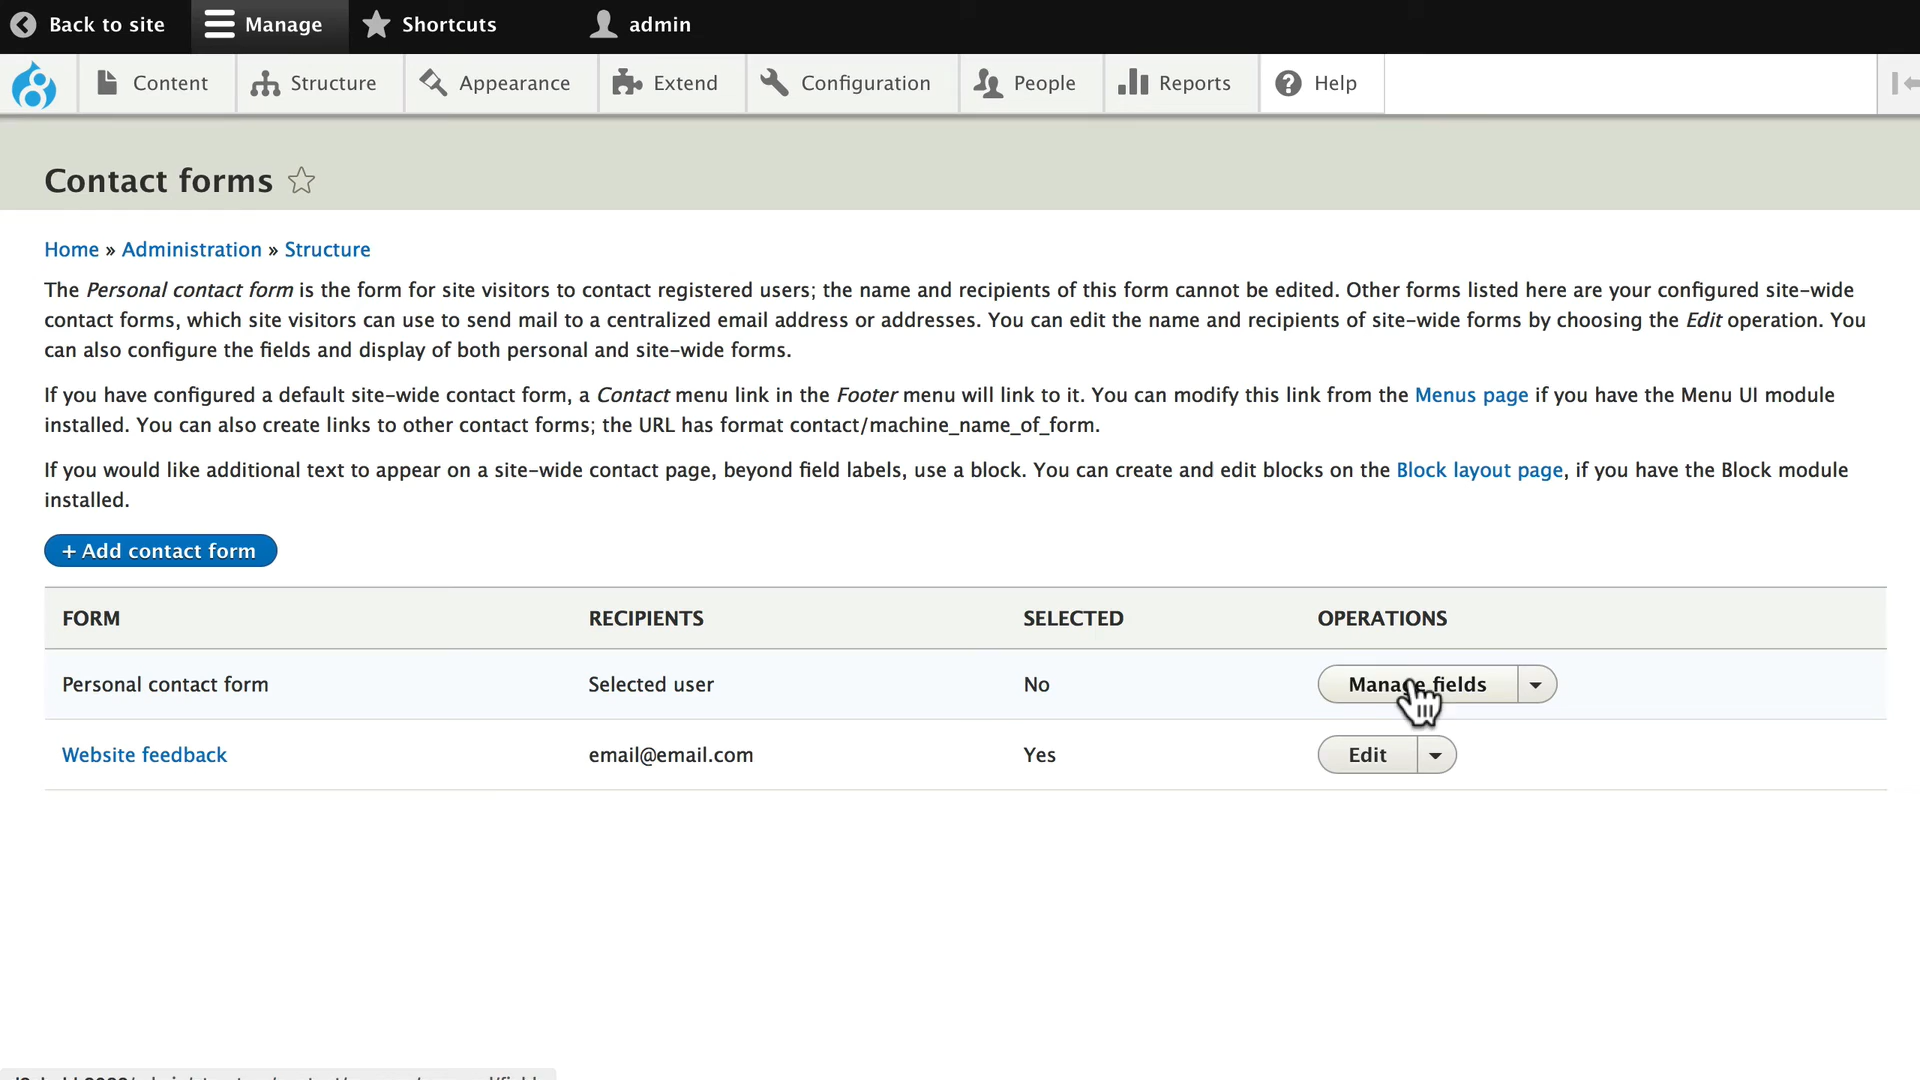 Back to site Manage Shortcuts admin
Content Structure Appearance Extend Configuration People Reports Help
Contact forms
Home » Administration » Structure
The Personal contact form is the form for site visitors to contact registered users; the name and recipients of this form cannot be edited. Other forms listed here are your configured site-wide
contact forms, which site visitors can use to send mail to a centralized email address or addresses. You can edit the name and recipients of site-wide forms by choosing the Edit operation. You
can also configure the fields and display of both personal and site-wide forms.
If you have configured a default site-wide contact form, a Contact menu link in the Footer menu will link to it. You can modify this link from the Menus page if you have the Menu UI module
installed. You can also create links to other contact forms; the URL has format contact/machine_name_of_form.
If you would like additional text to appear on a site-wide contact page, beyond field labels, use a block. You can create and edit blocks on the Block layout page, if you have the Block module
installed.
+ Add contact form
FORM RECIPIENTS SELECTED OPERATIONS
Personal contact form Selected user No Manage fields
Website feedback email@email.com Yes Edit